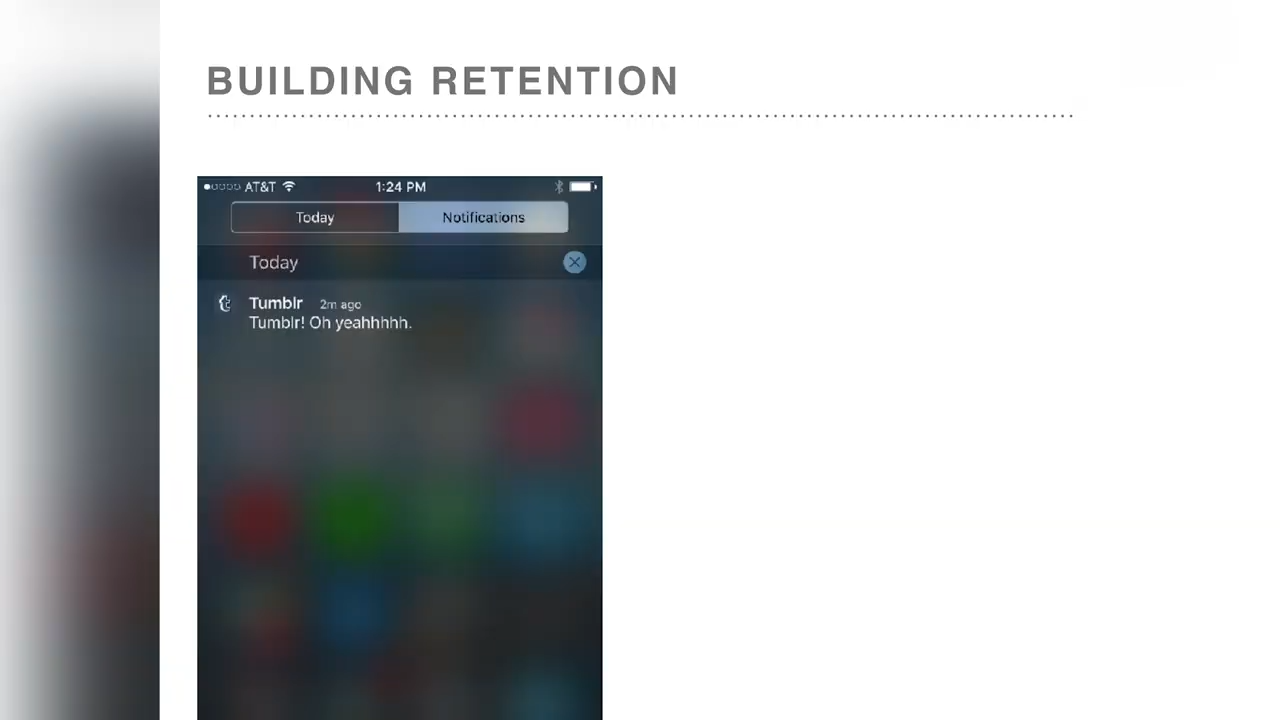 BUILDING RETENTION
AT&T 1:24 PM
Today Notifications
Today
Tumblr 2m ago
Tumblr! Oh yeahhhhh.